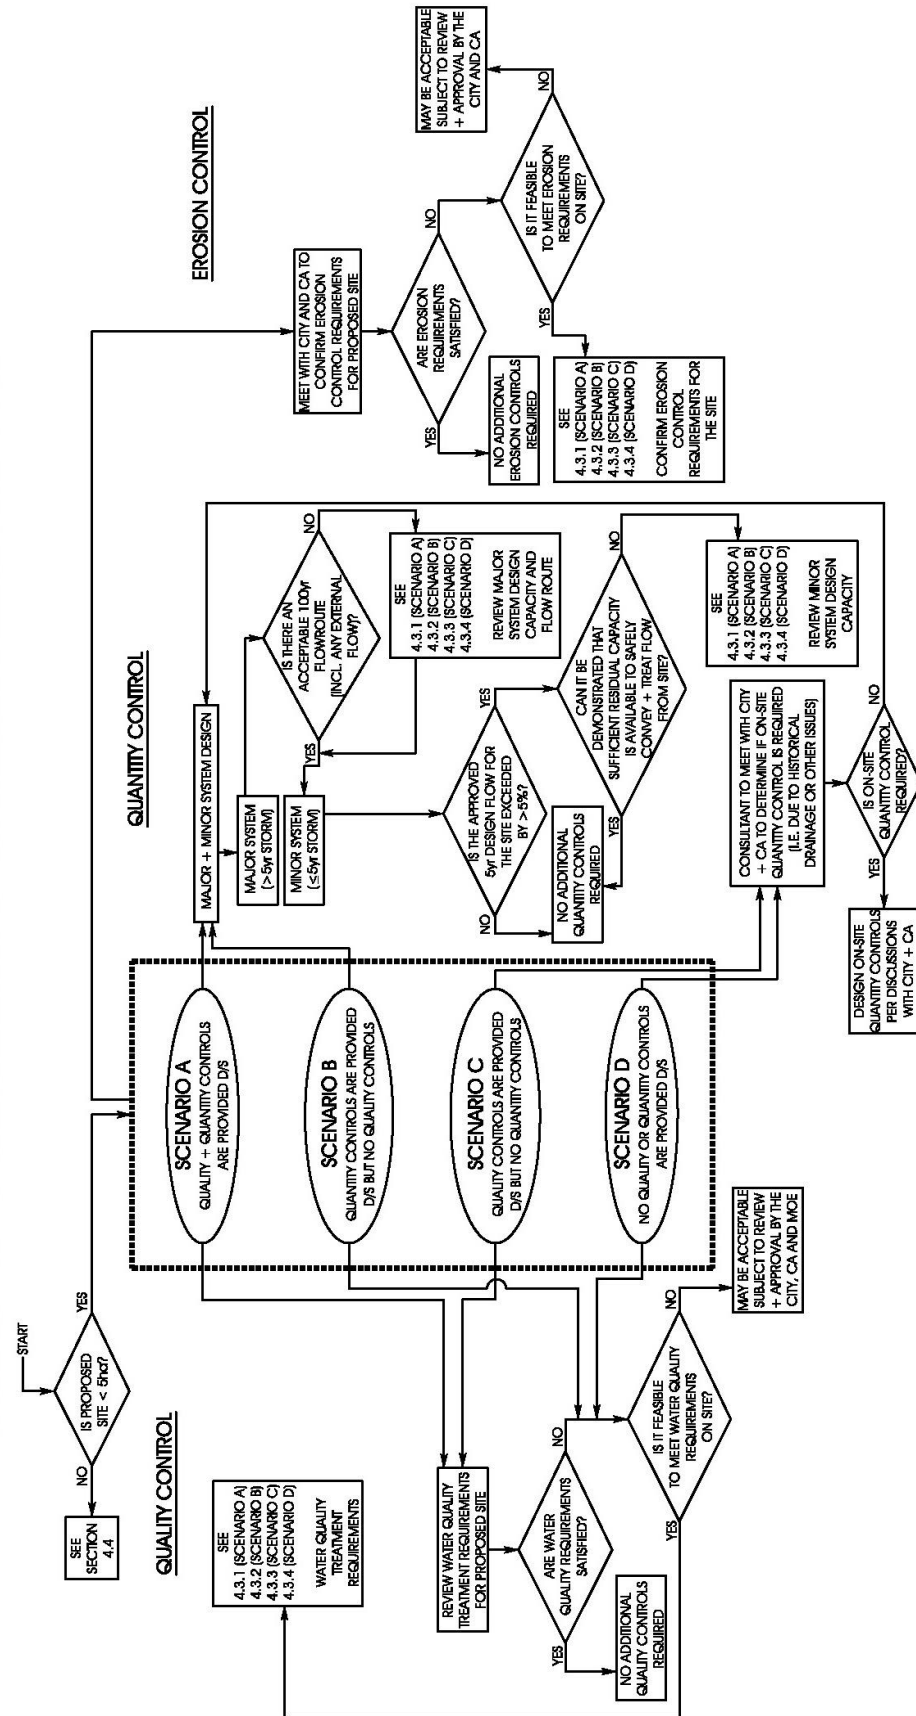 START
IS PROPOSED
SITE < 5ha?
YES
NO
SEE
SECTION
4.4
QUALITY CONTROL
QUANTITY CONTROL
EROSION CONTROL
SCENARIO A
QUALITY + QUANTITY CONTROLS
ARE PROVIDED D/S
SCENARIO B
QUANTITY CONTROLS ARE PROVIDED
D/S BUT NO QUALITY CONTROLS
SCENARIO C
QUALITY CONTROLS ARE PROVIDED
D/S BUT NO QUANTITY CONTROLS
SCENARIO D
NO QUALITY OR QUANTITY CONTROLS
ARE PROVIDED D/S
SEE
4.3.1 (SCENARIO A)
4.3.2 (SCENARIO B)
4.3.3 (SCENARIO C)
4.3.4 (SCENARIO D)
WATER QUALITY
TREATMENT
REQUIREMENTS
REVIEW WATER QUALITY
TREATMENT REQUIREMENTS
FOR PROPOSED SITE
ARE WATER
QUALITY REQUIREMENTS
SATISFIED?
YES
NO
NO ADDITIONAL
QUALITY CONTROLS
REQUIRED
IS IT FEASIBLE
TO MEET WATER QUALITY
REQUIREMENTS
ON SITE?
YES
NO
MAY BE ACCEPTABLE
SUBJECT TO REVIEW
+ APPROVAL BY THE
CITY, CA AND MOE
MAJOR + MINOR SYSTEM DESIGN
MAJOR SYSTEM
(>5yr STORM)
MINOR SYSTEM
(≤5yr STORM)
IS THERE AN
ACCEPTABLE 100yr
FLOWROUTE
(INCL. ANY EXTERNAL
FLOW)?
YES
NO
SEE
4.3.1 (SCENARIO A)
4.3.2 (SCENARIO B)
4.3.3 (SCENARIO C)
4.3.4 (SCENARIO D)
REVIEW MAJOR
SYSTEM DESIGN
CAPACITY AND
FLOW ROUTE
IS THE APPROVED
5yr DESIGN FLOW FOR
THE SITE EXCEEDED
BY >5%?
NO
YES
NO ADDITIONAL
QUANTITY CONTROLS
REQUIRED
CAN IT BE
DEMONSTRATED THAT
SUFFICIENT RESIDUAL CAPACITY
IS AVAILABLE TO SAFELY
CONVEY + TREAT FLOW
FROM SITE?
YES
NO
SEE
4.3.1 (SCENARIO A)
4.3.2 (SCENARIO B)
4.3.3 (SCENARIO C)
4.3.4 (SCENARIO D)
REVIEW MINOR
SYSTEM DESIGN
CAPACITY
CONSULTANT TO MEET WITH CITY
+ CA TO DETERMINE IF ON-SITE
QUANTITY CONTROL IS REQUIRED
(I.E. DUE TO HISTORICAL
DRAINAGE OR OTHER ISSUES)
IS ON-SITE
QUANTITY CONTROL
REQUIRED?
YES
NO
DESIGN ON-SITE
QUANTITY CONTROLS
PER DISCUSSIONS
WITH CITY + CA
MEET WITH CITY AND CA TO
CONFIRM EROSION
CONTROL REQUIREMENTS
FOR PROPOSED SITE
ARE EROSION
REQUIREMENTS
SATISFIED?
YES
NO
NO ADDITIONAL
EROSION CONTROLS
REQUIRED
IS IT FEASIBLE
TO MEET EROSION
REQUIREMENTS
ON SITE?
YES
NO
SEE
4.3.1 (SCENARIO A)
4.3.2 (SCENARIO B)
4.3.3 (SCENARIO C)
4.3.4 (SCENARIO D)
CONFIRM EROSION
CONTROL
REQUIREMENTS FOR
THE SITE
MAY BE ACCEPTABLE
SUBJECT TO REVIEW
+ APPROVAL BY THE
CITY AND CA